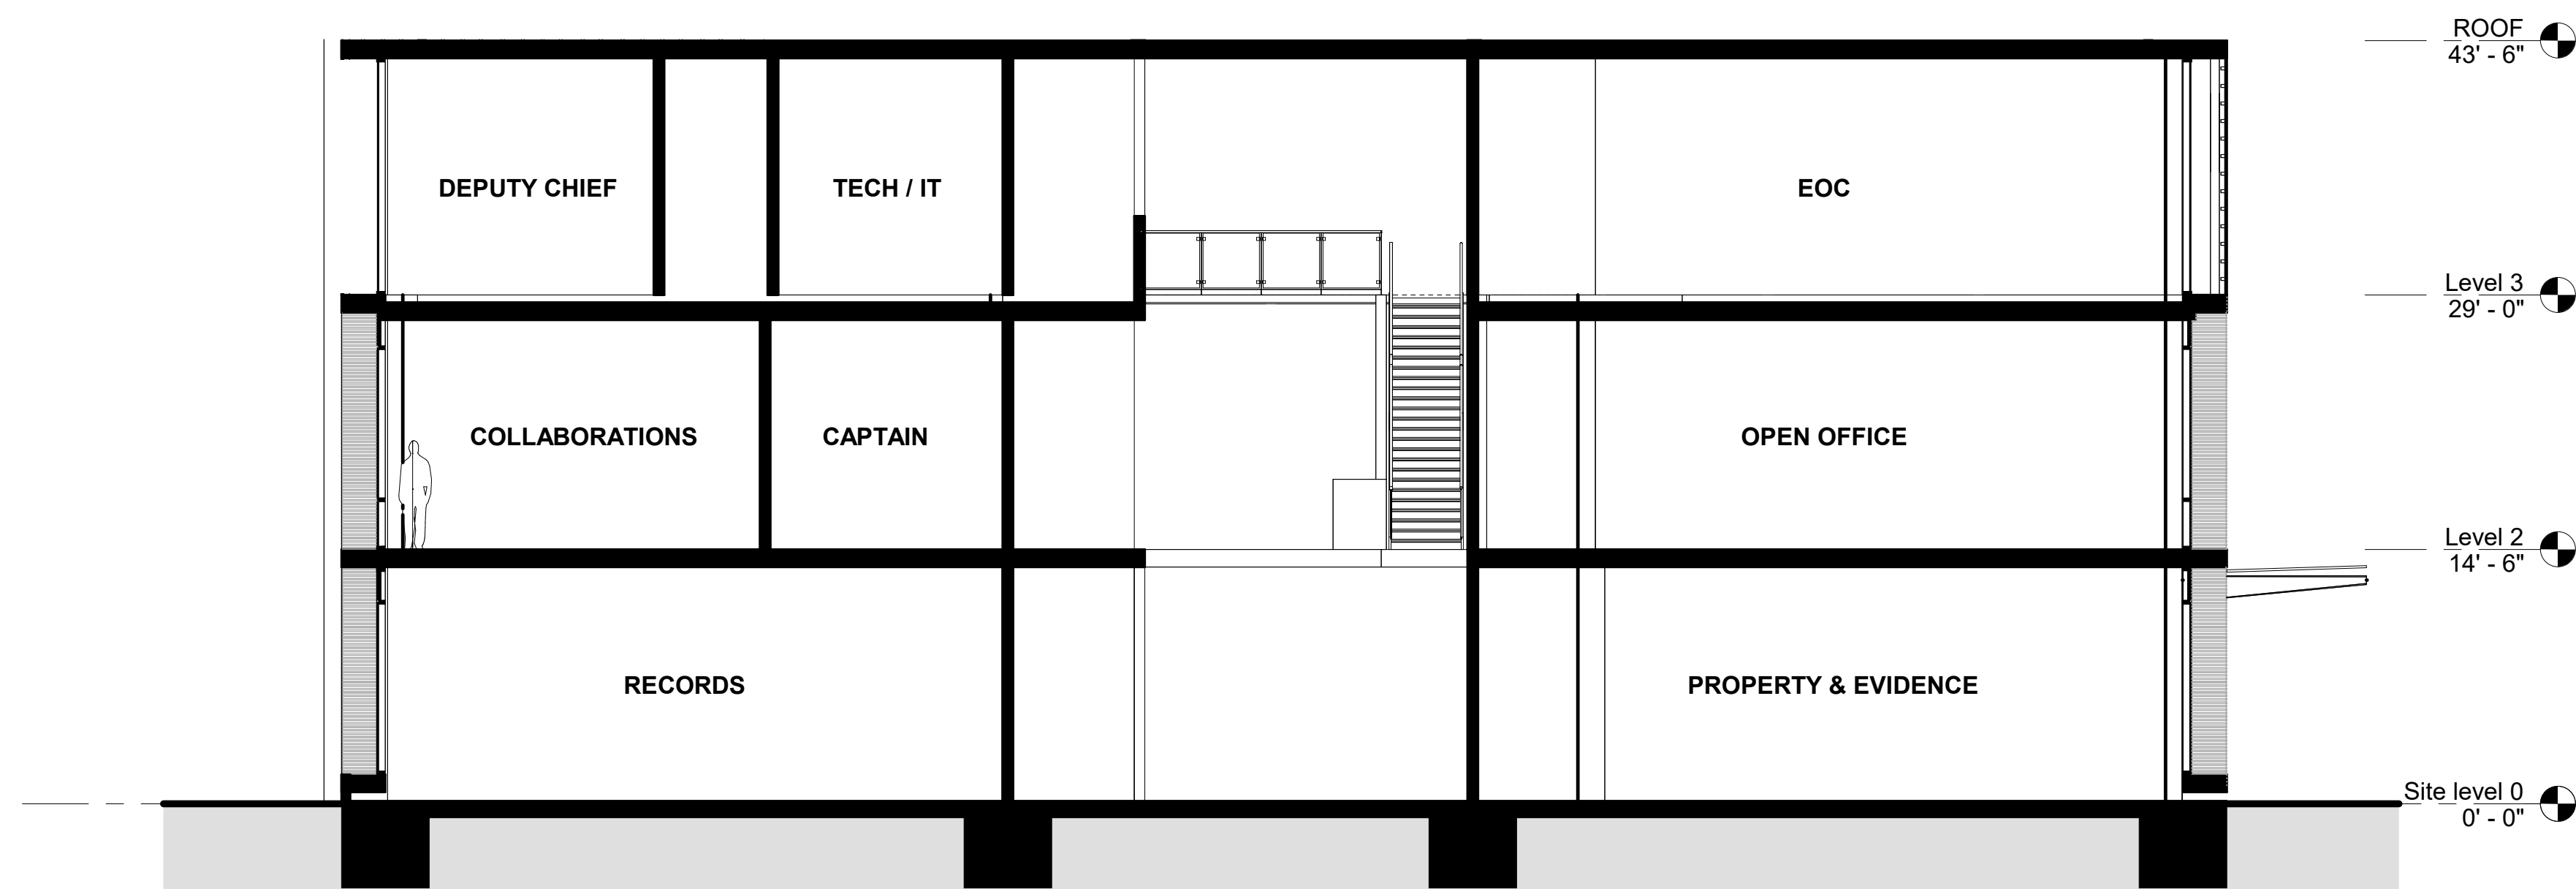 ROOF
43' - 6"
DEPUTY CHIEF
TECH / IT
EOC
Level 3
29' - 0"
COLLABORATIONS
CAPTAIN
OPEN OFFICE
Level 2
14' - 6"
RECORDS
PROPERTY & EVIDENCE
Site level 0
0' - 0"